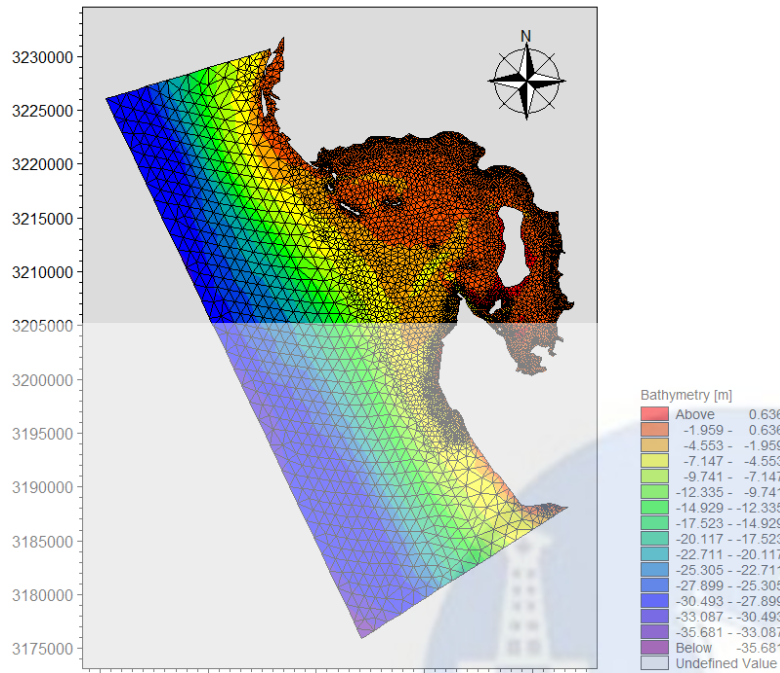 N
3230000
3225000
3220000
3215000
3210000
3205000
3200000
3195000
3190000
3185000
3180000
3175000
Bathymetry [m]
Above 0.636
-1.959 - 0.636
-4.553 - -1.959
-7.147 - -4.553
-9.741 - -7.147
-12.335 - -9.741
-14.929 - -12.335
-17.523 - -14.929
-20.117 - -17.523
-22.711 - -20.117
-25.305 - -22.711
-27.899 - -25.305
-30.493 - -27.899
-33.087 - -30.493
-35.681 - -33.087
Below -35.681
Undefined Value